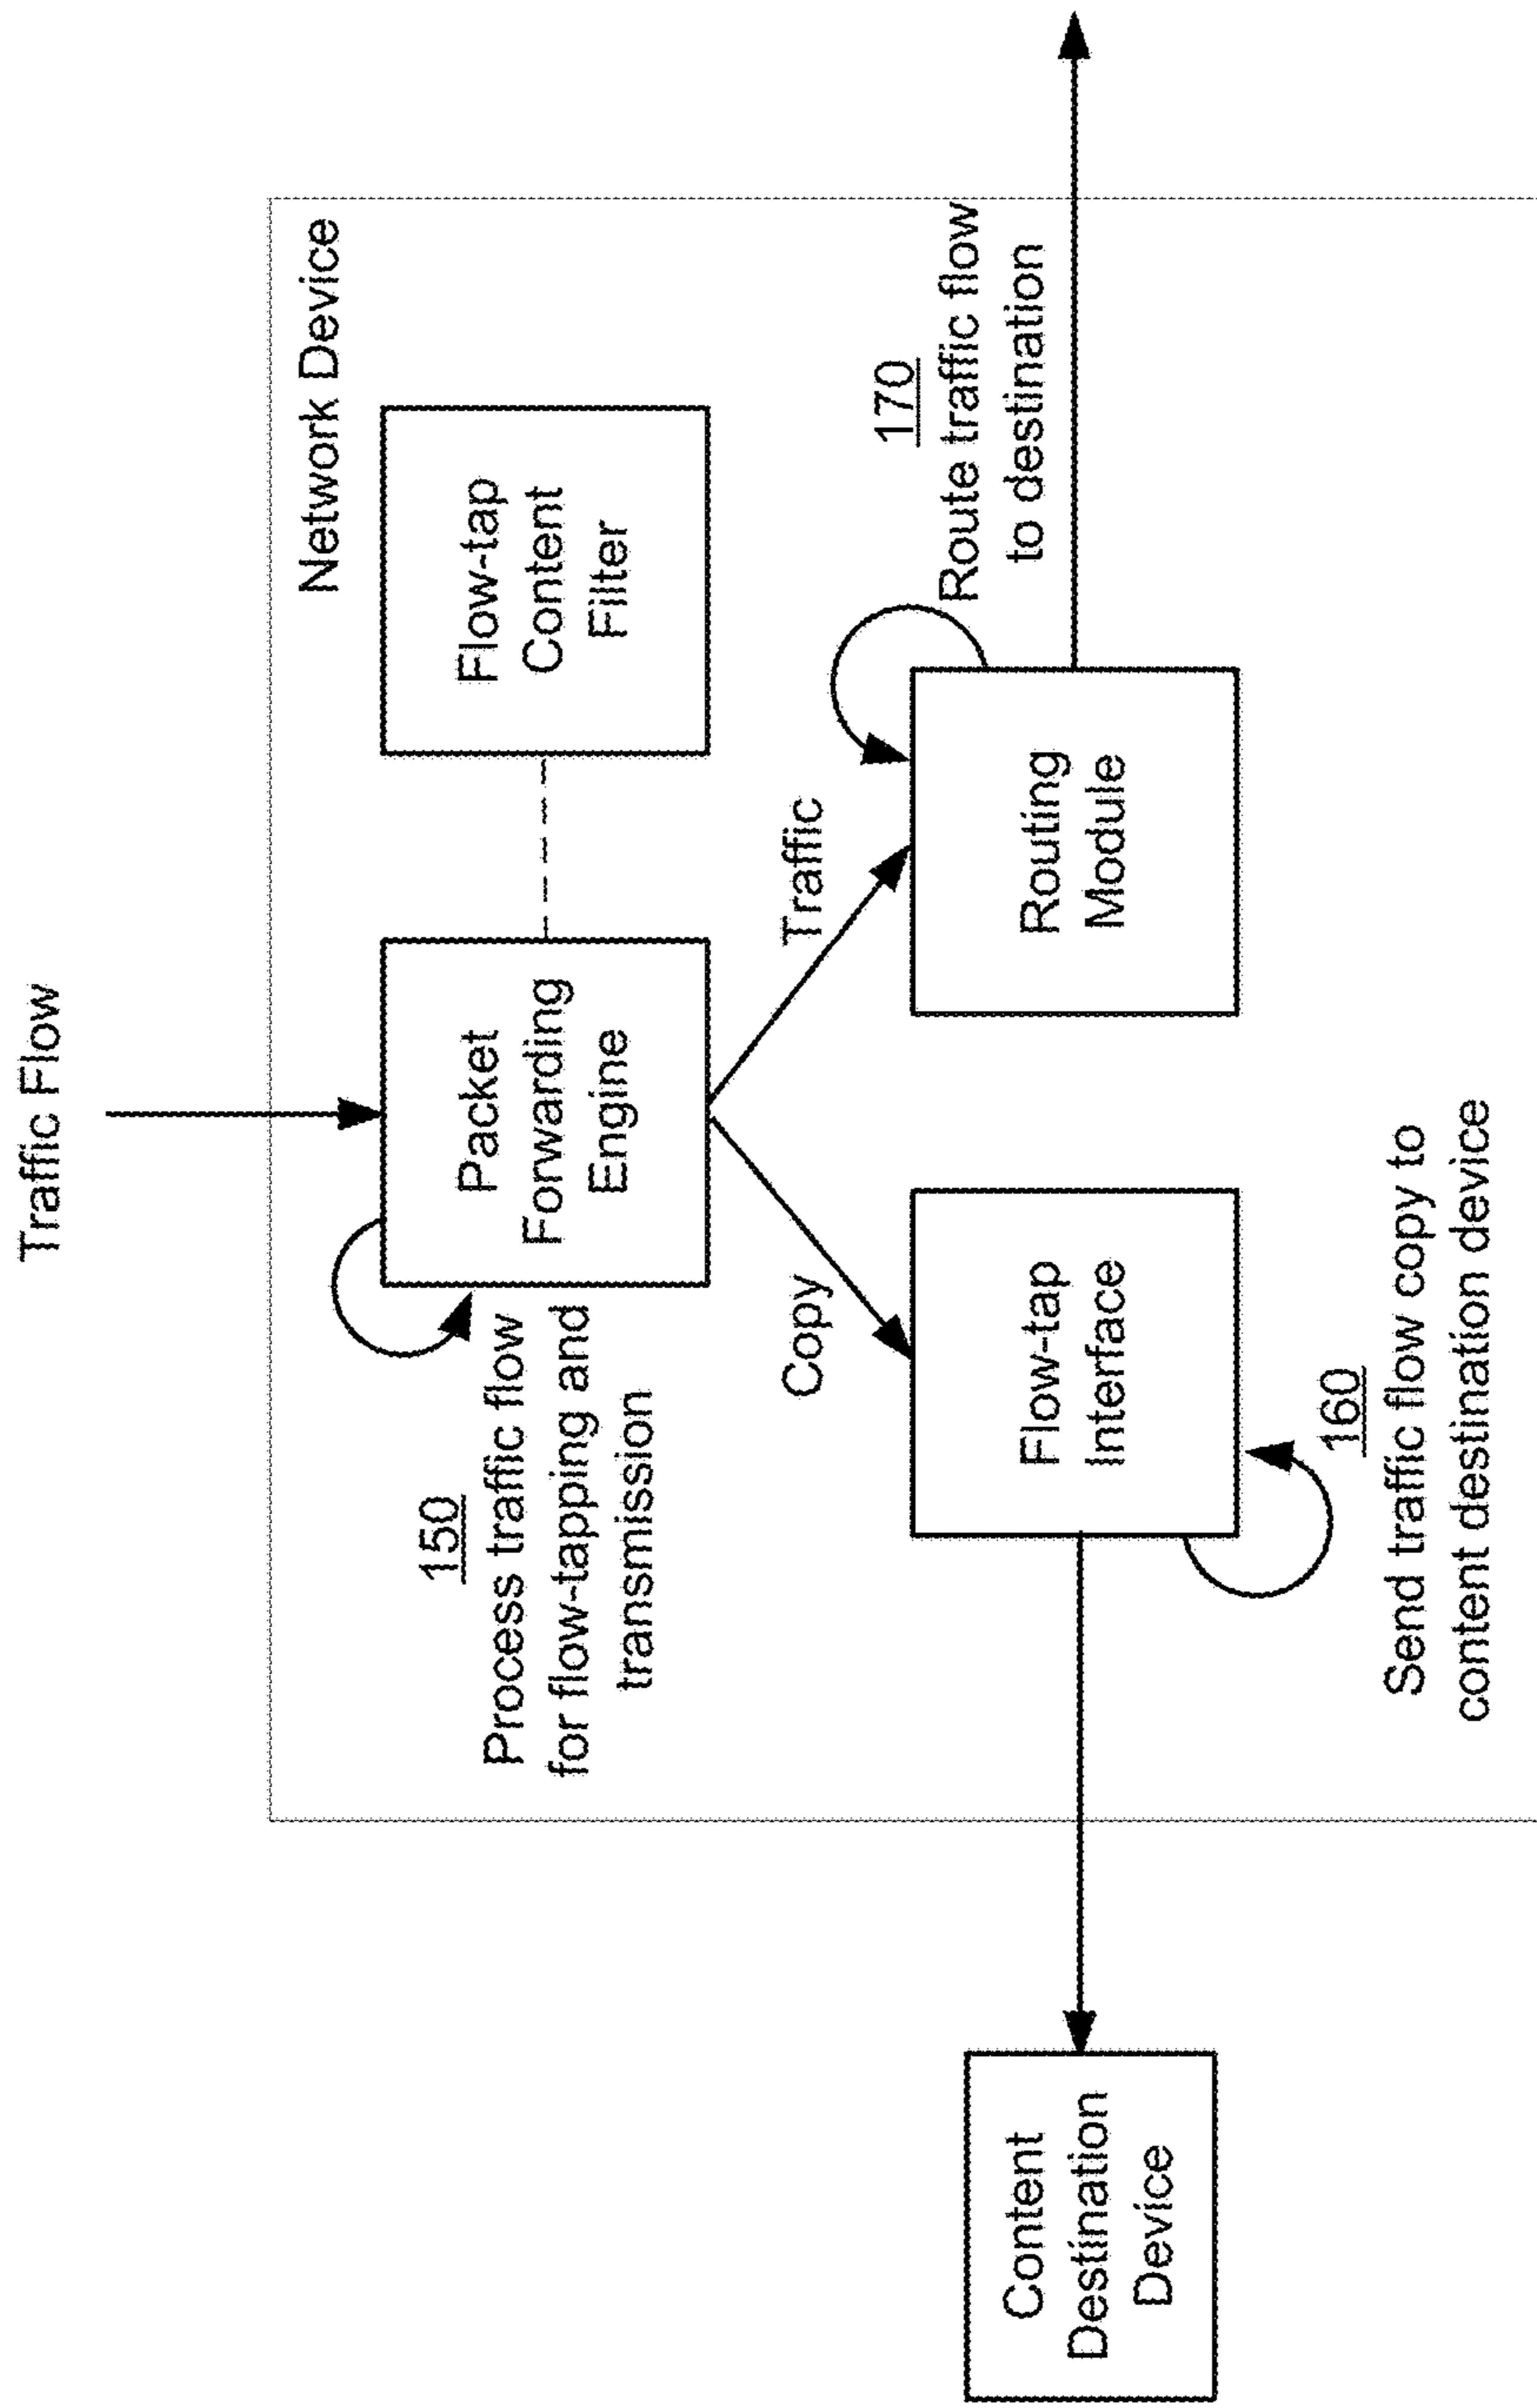 Traffic Flow
Network Device
150
Process traffic flow
for flow-tapping and
transmission
Packet
Forwarding
Engine
Flow-tap
Content
Filter
Copy
Traffic
170
Route traffic flow
to destination
Content
Destination
Device
Flow-tap
Interface
Routing
Module
160
Send traffic flow copy to
content destination device